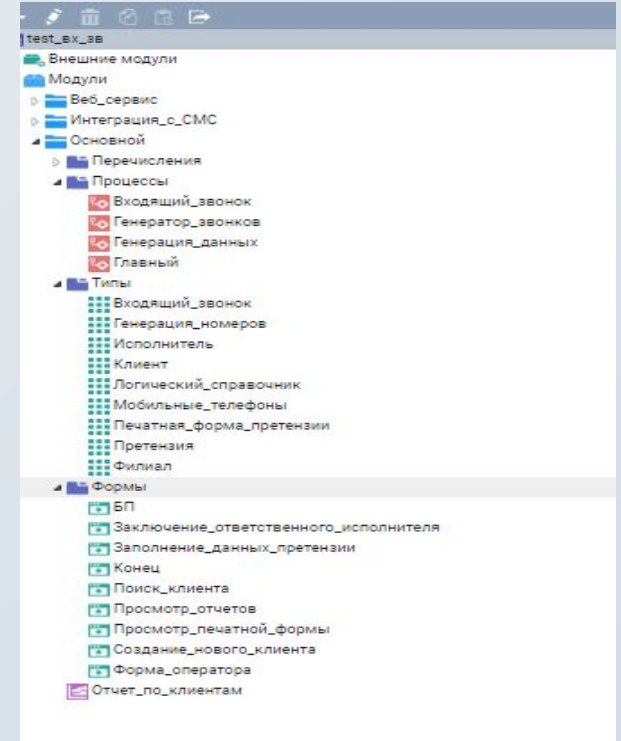 test_вх_зв
Внешние модули
Модули
Веб_сервис
Интеграция_с_СМС
Основной
Перечисления
Процессы
Входящий_звонок
Генератор_звонков
Генерация_данных
Главный
Типы
Входящий_звонок
Генерация_номеров
Исполнитель
Клиент
Логический_справочник
Мобильные_телефоны
Печатная_форма_претензии
Претензия
Филиал
Формы
БП
Заключение_ответственного_исполнителя
Заполнение_данных_претензии
Конец
Поиск_клиента
Просмотр_отчетов
Просмотр_печатной_формы
Создание_нового_клиента
Форма_оператора
Отчет_по_клиентам